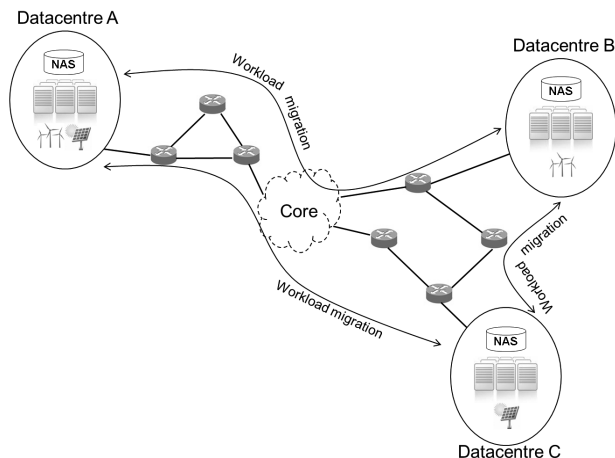 Datacentre A
NAS
Workload
migration
Datacentre B
NAS
Core
Workload migration
Workload
migration
NAS
Datacentre C